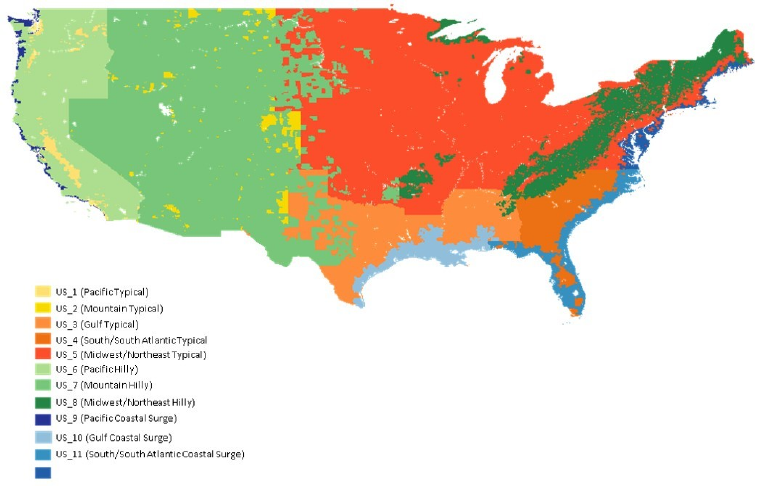 US_1 (Pacific Typical)
US_2 (Mountain Typical)
US_3 (Gulf Typical)
US_4 (South/South Atlantic Typical
US_5 (Midwest/Northeast Typical)
US_6 (Pacific Hilly)
US_7 (Mountain Hilly)
US_8 (Midwest/Northeast Hilly)
US_9 (Pacific Coastal Surge)
US_10 (Gulf Coastal Surge)
US_11 (South/South Atlantic Coastal Surge)